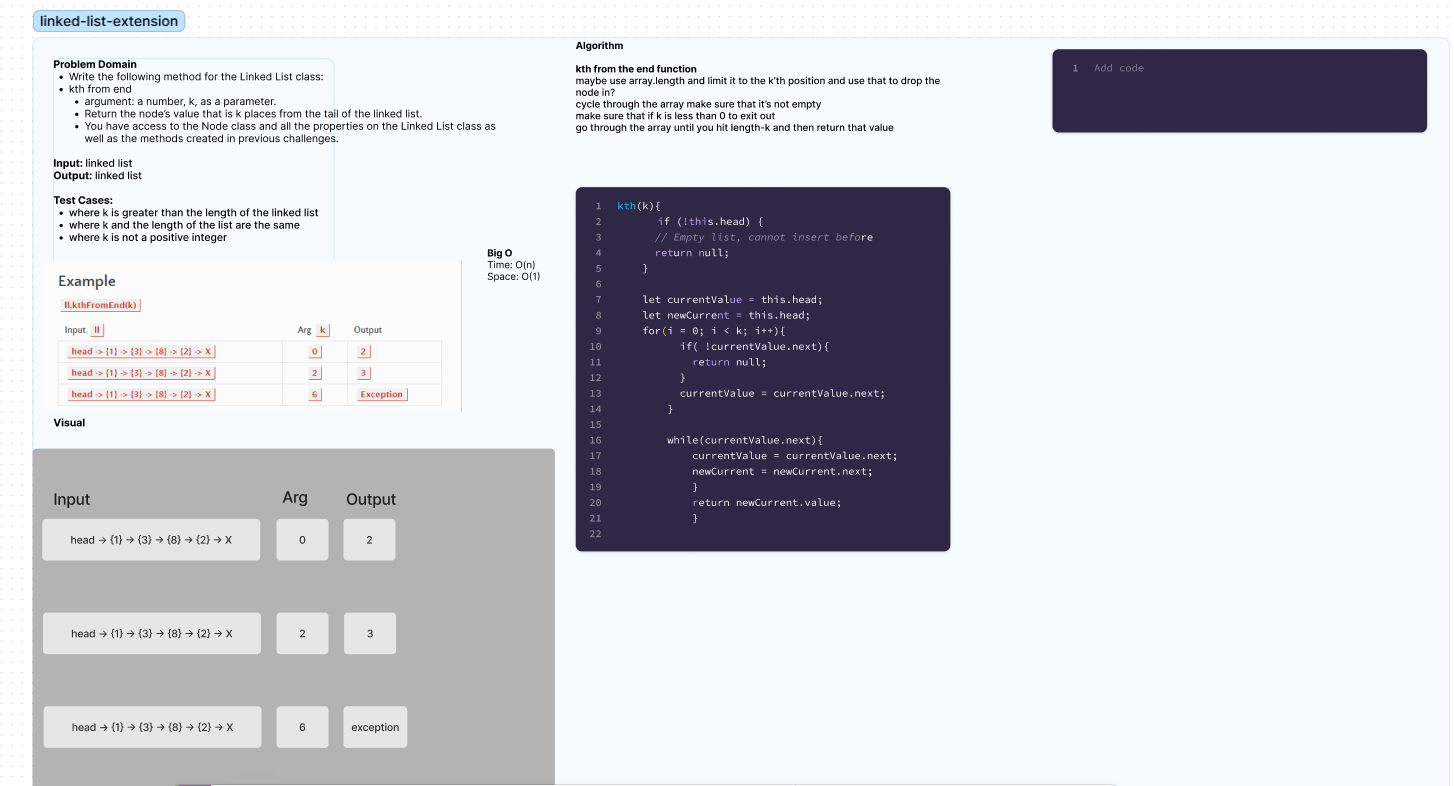 linked-list-extension
Problem Domain
• Write the following method for the Linked List class:
• kth from end
• argument: a number, k, as a parameter.
• Return the node's value that is k places from the tail of the linked list.
• You have access to the Node class and all the properties on the Linked List class as
well as the methods created in previous challenges.
Input: linked list
Output: linked list
Test Cases:
• where k is greater than the length of the linked list
• where k and the length of the list are the same
• where k is not a positive integer
Big O
Time: O(n)
Space: O(1)
Example
ll.kthFromEnd(k)
Input ll Arg k Output
head -> {1} -> {3} -> {8} -> {2} -> X 0 2
head -> {1} -> {3} -> {8} -> {2} -> X 2 3
head -> {1} -> {3} -> {8} -> {2} -> X 6 Exception
Visual
Input Arg Output
head → {1} → {3} → {8} → {2} → X 0 2
head → {1} → {3} → {8} → {2} → X 2 3
head → {1} → {3} → {8} → {2} → X 6 exception
Algorithm
kth from the end function
maybe use array.length and limit it to the k'th position and use that to drop the
node in?
cycle through the array make sure that it's not empty
make sure that if k is less than 0 to exit out
go through the array until you hit length-k and then return that value
1 kth(k){
2 if (!this.head) {
3 // Empty list, cannot insert before
4 return null;
5 }
6
7 let currentValue = this.head;
8 let newCurrent = this.head;
9 for(i = 0; i < k; i++){
10 if( !currentValue.next){
11 return null;
12 }
13 currentValue = currentValue.next;
14 }
15
16 while(currentValue.next){
17 currentValue = currentValue.next;
18 newCurrent = newCurrent.next;
19 }
20 return newCurrent.value;
21 }
22
1 Add code